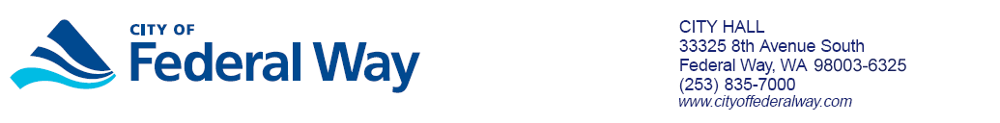 CITY OF
Federal Way
CITY HALL
33325 8th Avenue South
Federal Way, WA 98003-6325
(253) 835-7000
www.cityoffederalway.com